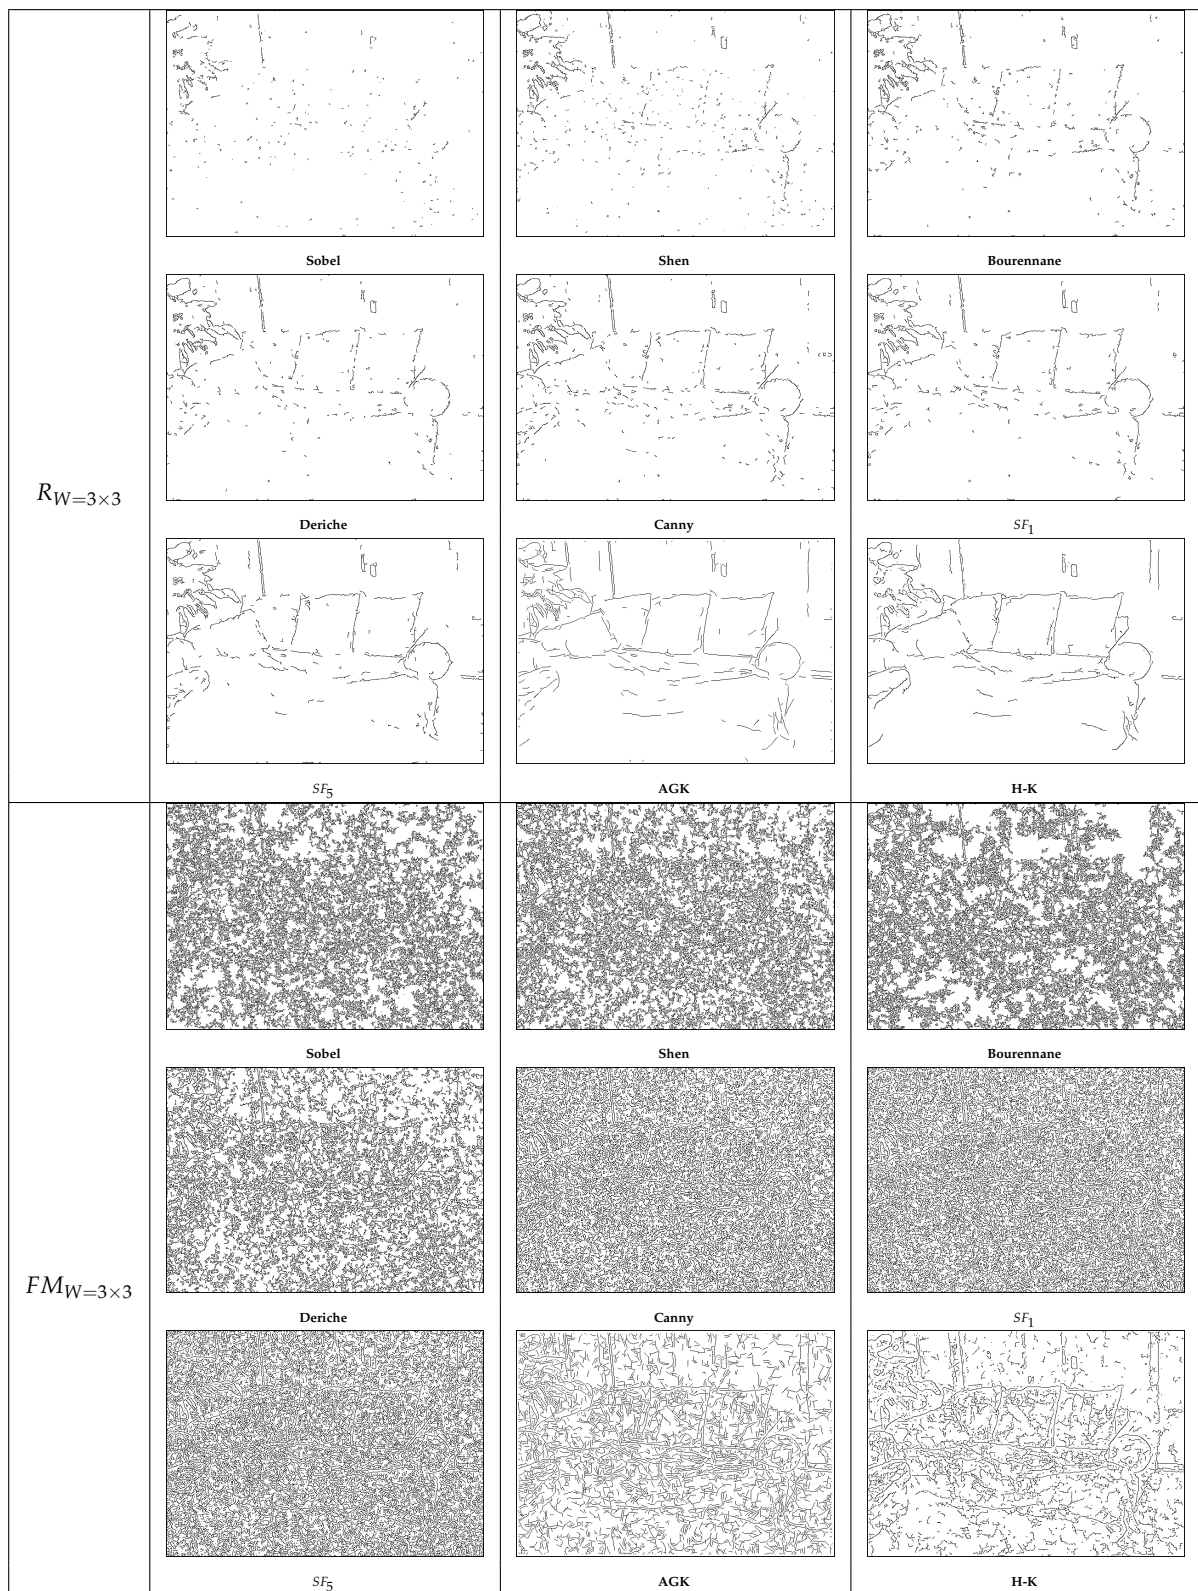 Sobel Shen Bourennane
R_{W=3×3}
Deriche Canny SF_1
SF_5 AGK H-K
Sobel Shen Bourennane
FM_{W=3×3}
Deriche Canny SF_1
SF_5 AGK H-K